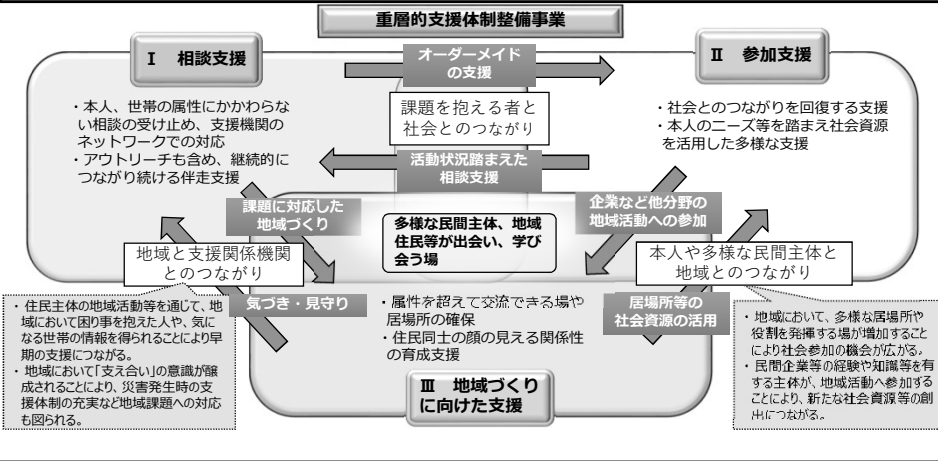 重層的支援体制整備事業
Ⅰ 相談支援
オーダーメイド
の支援
Ⅱ 参加支援
・本人、世帯の属性にかかわらな
い相談の受け止め、支援機関の
ネットワークでの対応
・アウトリーチも含め、継続的に
つながり続ける伴走支援
課題を抱える者と
社会とのつながり
・社会とのつながりを回復する支援
・本人のニーズ等を踏まえ社会資源
を活用した多様な支援
活動状況踏まえた
相談支援
課題に対応した
地域づくり
企業など他分野の
地域活動への参加
多様な民間主体、地域
住民等が出会い、学び
会う場
地域と支援関係機関
とのつながり
本人や多様な民間主体と
地域とのつながり
気づき・見守り
居場所等の
社会資源の活用
・属性を超えて交流できる場や
居場所の確保
・住民同士の顔の見える関係性
の育成支援
・住民主体の地域活動等を通じて、地
域において困り事を抱えた人や、気に
なる世帯の情報を得られることにより早
期の支援につながる。
・地域において「支え合い」の意識が醸
成されることにより、災害発生時の支
援体制の充実など地域課題への対応
も図られる。
・地域において、多様な居場所や
役割を発揮する場が増加すること
により社会参加の機会が広がる。
・民間企業等の経験や知識等を有
する主体が、地域活動へ参加する
ことにより、新たな社会資源等の創
出につながる。
Ⅲ 地域づくり
に向けた支援